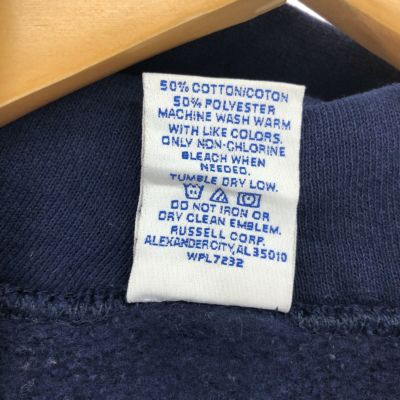 50% COTTON/COTON
50% POLYESTER
MACHINE WASH WARM
WITH LIKE COLORS.
ONLY NON-CHLORINE
BLEACH WHEN
NEEDED.
TUMBLE DRY LOW.
DO NOT IRON OR
DRY CLEAN EMBLEM.
RUSSELL CORP.
ALEXANDER CITY, AL 35010
WPL7232